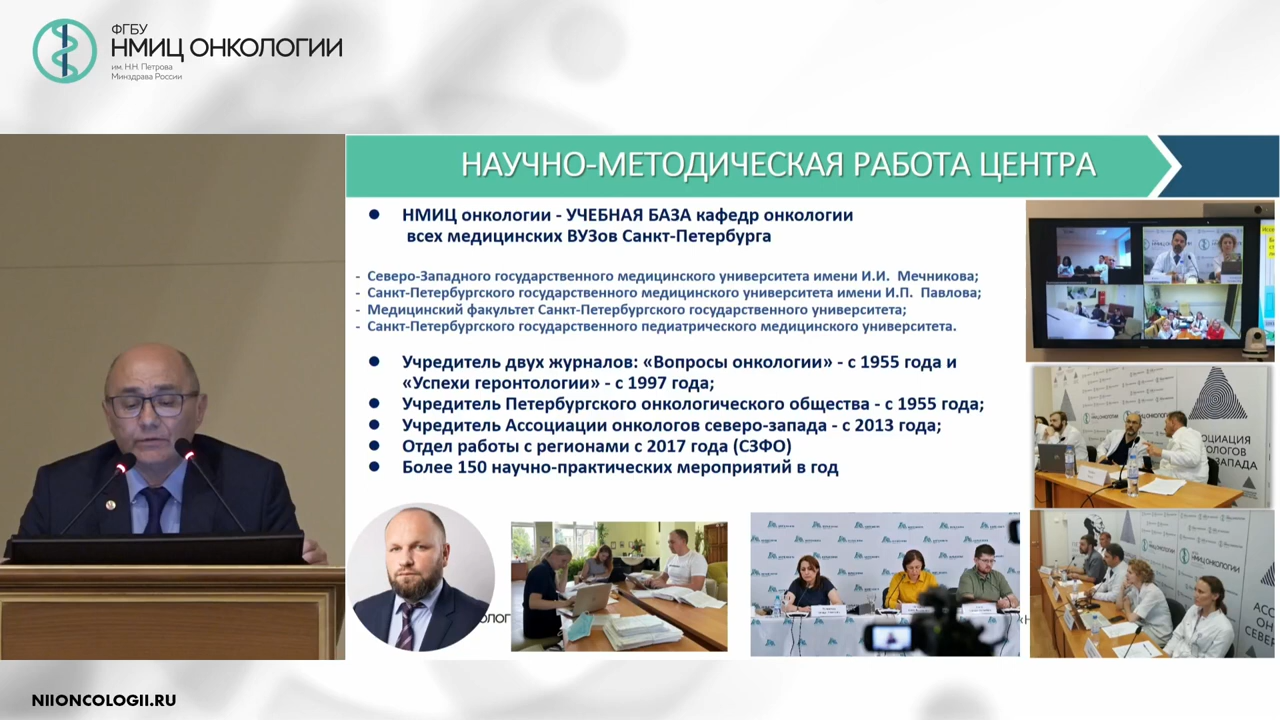 ФГБУ
НМИЦ ОНКОЛОГИИ
им. Н.Н. Петрова
Минздрава России
НАУЧНО-МЕТОДИЧЕСКАЯ РАБОТА ЦЕНТРА
● НМИЦ онкологии - УЧЕБНАЯ БАЗА кафедр онкологии
всех медицинских ВУЗов Санкт-Петербурга
- Северо-Западного государственного медицинского университета имени И.И. Мечникова;
- Санкт-Петербургского государственного медицинского университета имени И.П. Павлова;
- Медицинский факультет Санкт-Петербургского государственного университета;
- Санкт-Петербургского государственного педиатрического медицинского университета.
● Учредитель двух журналов: «Вопросы онкологии» - с 1955 года и
«Успехи геронтологии» - с 1997 года;
● Учредитель Петербургского онкологического общества - с 1955 года;
● Учредитель Ассоциации онкологов северо-запада - с 2013 года;
● Отдел работы с регионами с 2017 года (СЗФО)
● Более 150 научно-практических мероприятий в год
НМИЦ ОНКОЛОГИИ
НМИЦ ОНКОЛОГИИ
NIIONCOLOGII.RU